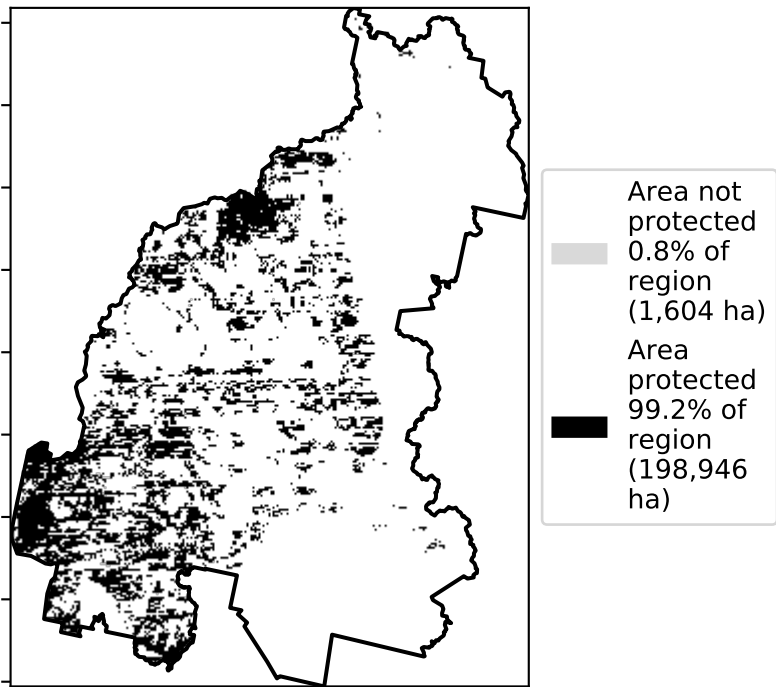 Area not
protected
0.8% of
region
(1,604 ha)
Area
protected
99.2% of
region
(198,946
ha)